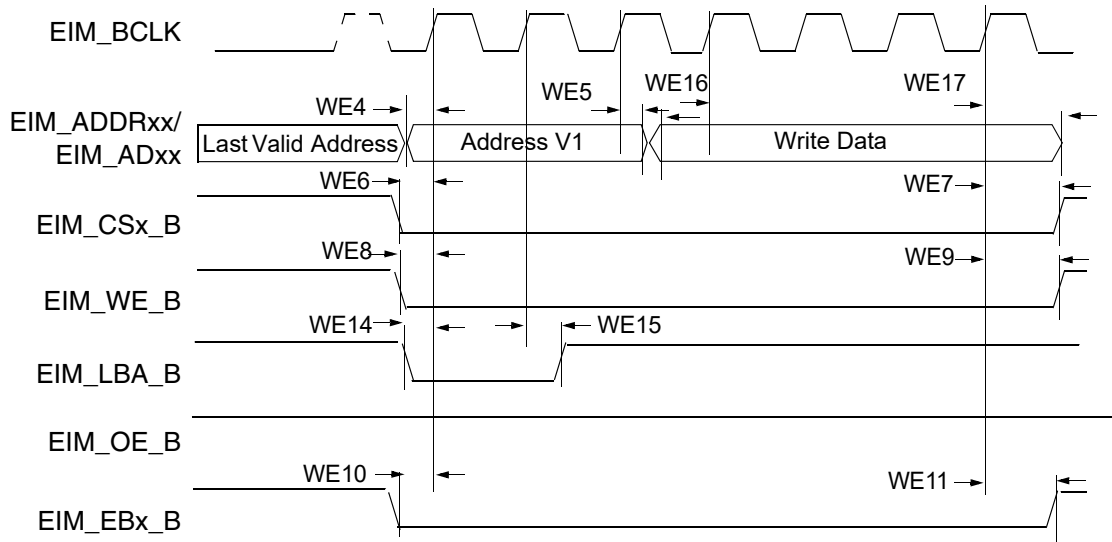 EIM_BCLK
WE4
WE5
WE16
WE17
EIM_ADDRxx/
EIM_ADxx
Last Valid Address
Address V1
Write Data
WE6
WE7
EIM_CSx_B
WE8
WE9
EIM_WE_B
WE14
WE15
EIM_LBA_B
EIM_OE_B
WE10
WE11
EIM_EBx_B